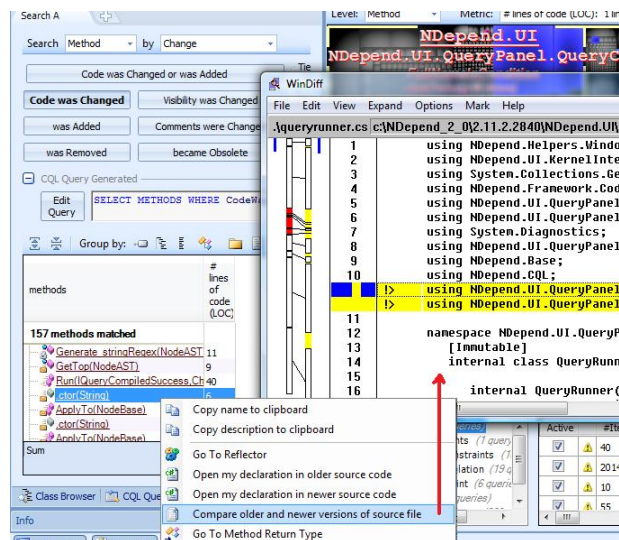 Search A
Level: Method Metric: # lines of code (LOC): 1 lin
Search Method by Change
Code was Changed or was Added
Code was Changed Visibility was Changed
was Added Comments were Change
was Removed became Obsolete
CQL Query Generated
Edit Query SELECT METHODS WHERE CodeWa
Group by:
methods
# lines of code (LOC)
157 methods matched
Generate_stringRegex(NodeAST 11
GetTop(NodeAST) 9
Run(IQueryCompiledSuccess,Ch 40
.ctor(String) 6
ApplyTo(NodeBase)
.ctor(String)
ApplyTo(NodeBase)
Sum
Class Browser CQL Que
Info
NDepend.UI
NDepend.UI.QueryPanel.QueryC
WinDiff
File Edit View Expand Options Mark Help
.\queryrunner.cs c:\NDepend_2_0\2.11.2.2840\NDepend.UI\
1 using NDepend.Helpers.Windo
2 using NDepend.UI.KernelInte
3 using System.Collections.Ge
4 using NDepend.Framework.Cod
5 using NDepend.UI.QueryPanel
6 using NDepend.UI.QueryPanel
7 using System.Diagnostics;
8 using NDepend.UI.QueryPanel
9 using NDepend.Base;
10 using NDepend.CQL;
!> using NDepend.UI.QueryPanel
!> using NDepend.UI.QueryPanel
11
12 namespace NDepend.UI.QueryP
13 [Immutable]
14 internal class QueryRunn
15
16 internal QueryRunner(
Copy name to clipboard
Copy description to clipboard
Go To Reflector
Open my declaration in older source code
Open my declaration in newer source code
Compare older and newer versions of source file
Go To Method Return Type
Active #Ite
40
2014
10
55